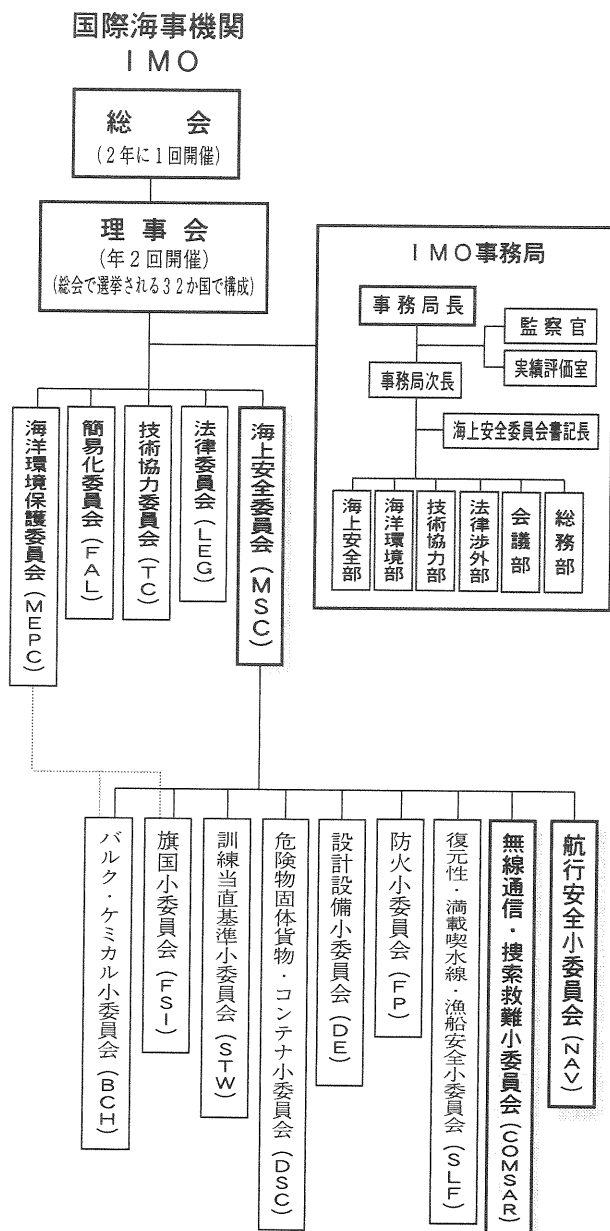 国際海事機関
IMO
総会
(2年に1回開催)
理事会
(年2回開催)
(総会で選挙される32か国で構成)
IMO事務局
事務局長
監察官
実績評価室
事務局次長
海上安全委員会書記長
海上安全部
海洋環境部
技術協力部
法律渉外部
会議部
総務部
海洋環境保護委員会(MEPC)
簡易化委員会(FAL)
技術協力委員会(TC)
法律委員会(LEG)
海上安全委員会(MSC)
バルク・ケミカル小委員会(BCH)
旗国小委員会(FSI)
訓練当直基準小委員会(STW)
危険物固体貨物・コンテナ小委員会(DSC)
設計設備小委員会(DE)
防火小委員会(FP)
復元性・満載喫水線・漁船安全小委員会(SLF)
無線通信・捜索救難小委員会(COMSAR)
航行安全小委員会(NAV)